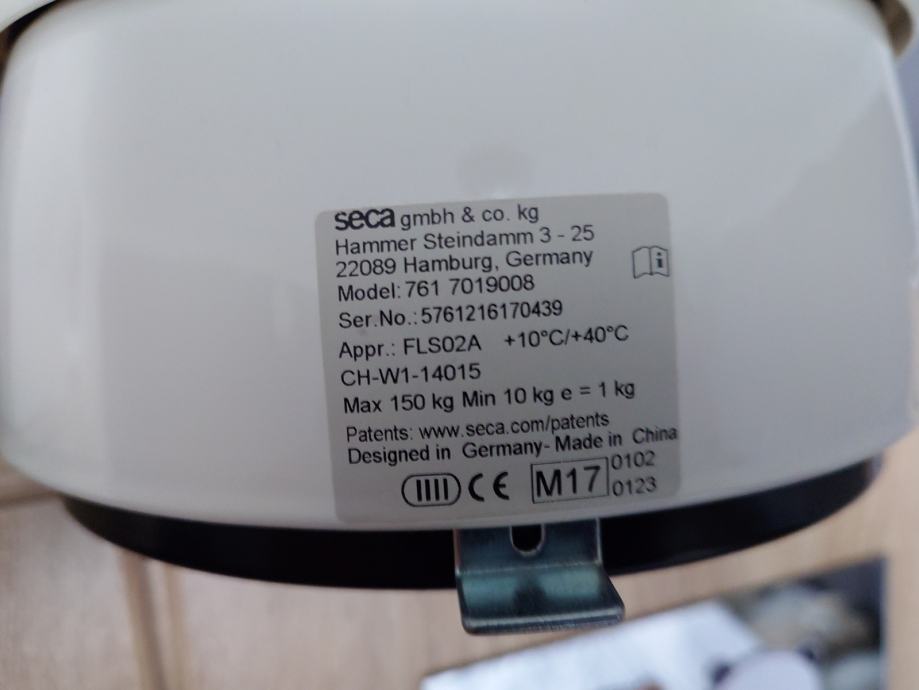 seca gmbh & co. kg
Hammer Steindamm 3 - 25
22089 Hamburg, Germany
Model: 761 7019008
Ser.No.: 5761216170439
Appr.: FLS02A +10°C/+40°C
CH-W1-14015
Max 150 kg Min 10 kg e = 1 kg
Patents: www.seca.com/patents
Designed in Germany- Made in China
IIII CE M17 0102
0123